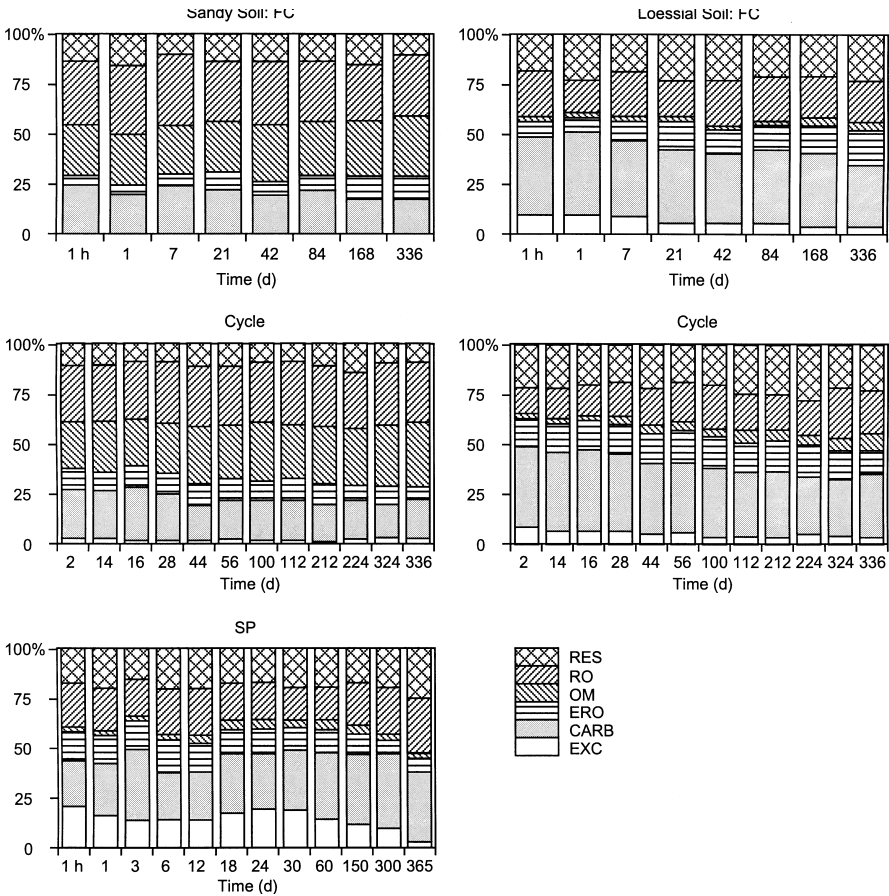 Sandy Soil: FC
100%
75
50
25
0
1 h 1 7 21 42 84 168 336
Time (d)
Loessial Soil: FC
100%
75
50
25
0
1 h 1 7 21 42 84 168 336
Time (d)
Cycle
100%
75
50
25
0
2 14 16 28 44 56 100 112 212 224 324 336
Time (d)
Cycle
100%
75
50
25
0
2 14 16 28 44 56 100 112 212 224 324 336
Time (d)
SP
100%
75
50
25
0
1 h 1 3 6 12 18 24 30 60 150 300 365
Time (d)
RES
RO
OM
ERO
CARB
EXC